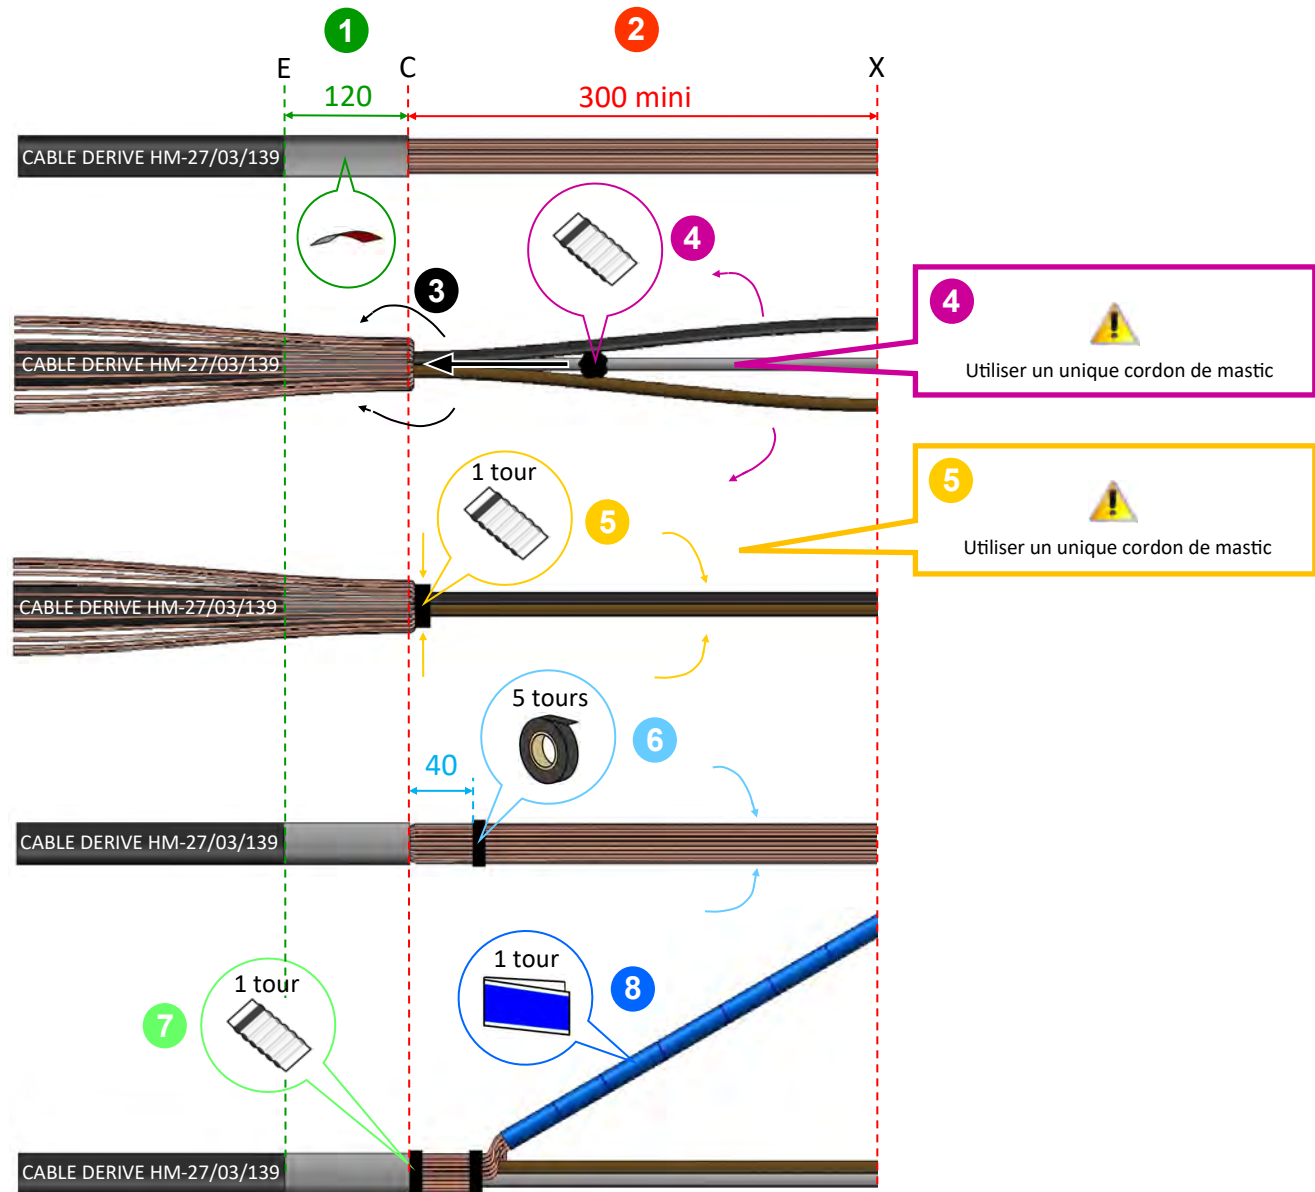 1
2
E
C
X
120
300 mini
CABLE DERIVE HM-27/03/139
4
3
4
CABLE DERIVE HM-27/03/139
Utiliser un unique cordon de mastic
1 tour
5
5
Utiliser un unique cordon de mastic
CABLE DERIVE HM-27/03/139
5 tours
6
40
CABLE DERIVE HM-27/03/139
1 tour
8
1 tour
7
CABLE DERIVE HM-27/03/139